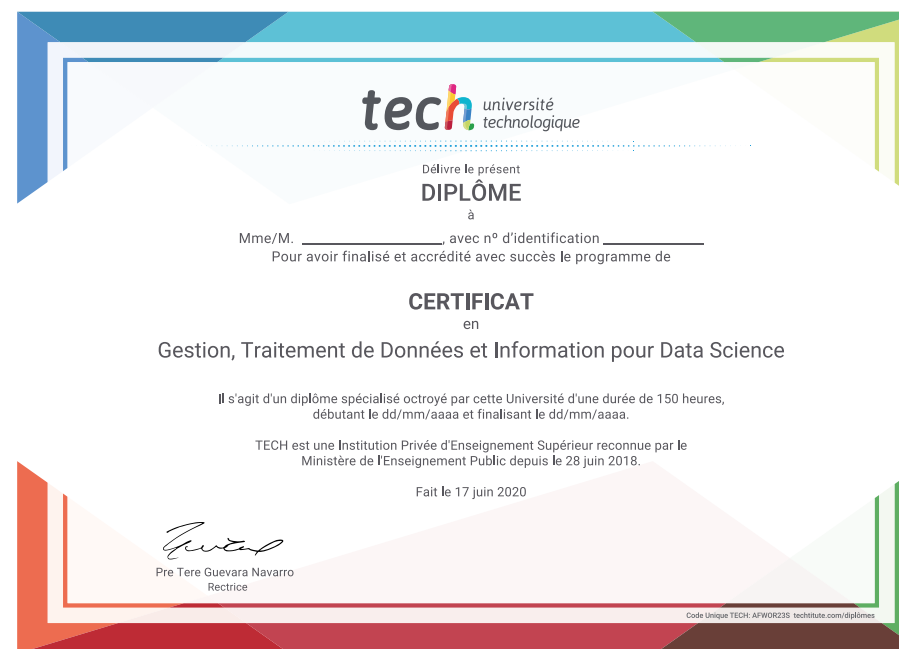 tech université
technologique
Délivre le présent
DIPLÔME
à
Mme/M. ____________, avec nº d'identification ____________
Pour avoir finalisé et accrédité avec succès le programme de
CERTIFICAT
en
Gestion, Traitement de Données et Information pour Data Science
Il s'agit d'un diplôme spécialisé octroyé par cette Université d'une durée de 150 heures,
débutant le dd/mm/aaaa et finalisant le dd/mm/aaaa.
TECH est une Institution Privée d'Enseignement Supérieur reconnue par le
Ministère de l'Enseignement Public depuis le 28 juin 2018.
Fait le 17 juin 2020
Pre Tere Guevara Navarro
Rectrice
Code Unique TECH: AFWOR23S techtitute.com/diplômes